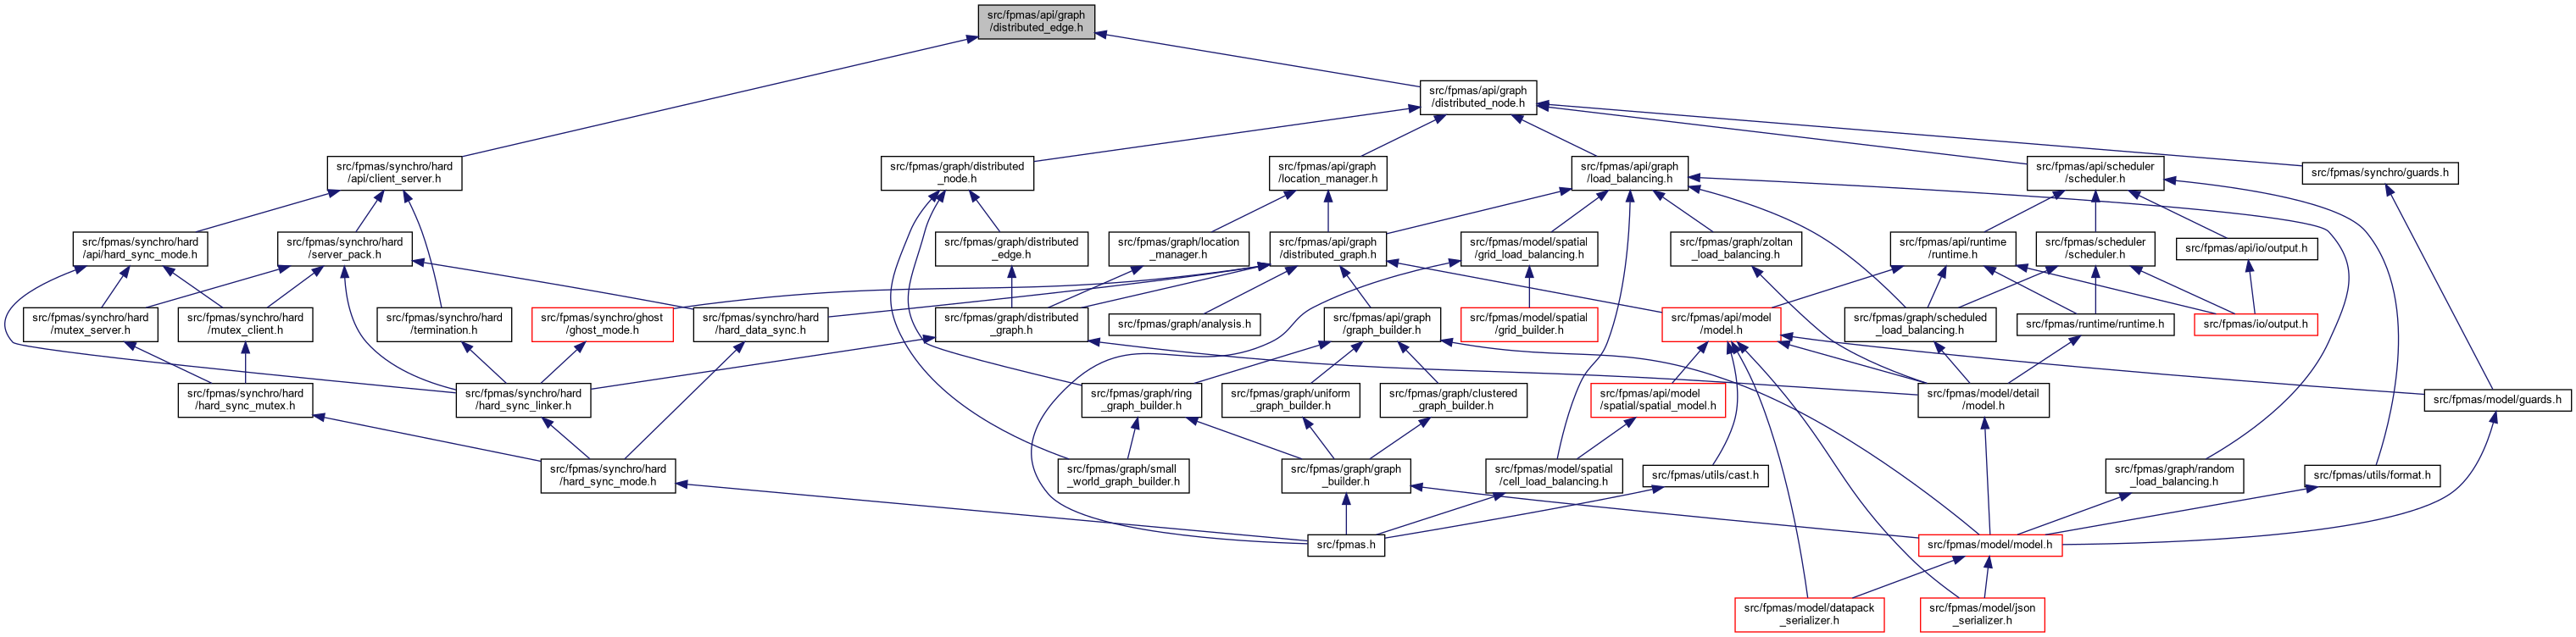 src/fpmas/api/graph
/distributed_edge.h
src/fpmas/api/graph
/distributed_node.h
src/fpmas/synchro/hard
/api/client_server.h
src/fpmas/graph/distributed
_node.h
src/fpmas/api/graph
/location_manager.h
src/fpmas/api/graph
/load_balancing.h
src/fpmas/api/scheduler
/scheduler.h
src/fpmas/synchro/guards.h
src/fpmas/synchro/hard
/api/hard_sync_mode.h
src/fpmas/synchro/hard
/server_pack.h
src/fpmas/graph/distributed
_edge.h
src/fpmas/graph/location
_manager.h
src/fpmas/api/graph
/distributed_graph.h
src/fpmas/model/spatial
/grid_load_balancing.h
src/fpmas/graph/zoltan
_load_balancing.h
src/fpmas/api/runtime
/runtime.h
src/fpmas/scheduler
/scheduler.h
src/fpmas/api/io/output.h
src/fpmas/synchro/hard
/mutex_server.h
src/fpmas/synchro/hard
/mutex_client.h
src/fpmas/synchro/hard
/termination.h
src/fpmas/synchro/ghost
/ghost_mode.h
src/fpmas/synchro/hard
/hard_data_sync.h
src/fpmas/graph/distributed
_graph.h
src/fpmas/graph/analysis.h
src/fpmas/api/graph
/graph_builder.h
src/fpmas/model/spatial
/grid_builder.h
src/fpmas/api/model
/model.h
src/fpmas/graph/scheduled
_load_balancing.h
src/fpmas/runtime/runtime.h
src/fpmas/io/output.h
src/fpmas/synchro/hard
/hard_sync_mutex.h
src/fpmas/synchro/hard
/hard_sync_linker.h
src/fpmas/graph/ring
_graph_builder.h
src/fpmas/graph/uniform
_graph_builder.h
src/fpmas/graph/clustered
_graph_builder.h
src/fpmas/api/model
/spatial/spatial_model.h
src/fpmas/model/detail
/model.h
src/fpmas/model/guards.h
src/fpmas/synchro/hard
/hard_sync_mode.h
src/fpmas/graph/small
_world_graph_builder.h
src/fpmas/graph/graph
_builder.h
src/fpmas/model/spatial
/cell_load_balancing.h
src/fpmas/utils/cast.h
src/fpmas/graph/random
_load_balancing.h
src/fpmas/utils/format.h
src/fpmas.h
src/fpmas/model/model.h
src/fpmas/model/datapack
_serializer.h
src/fpmas/model/json
_serializer.h